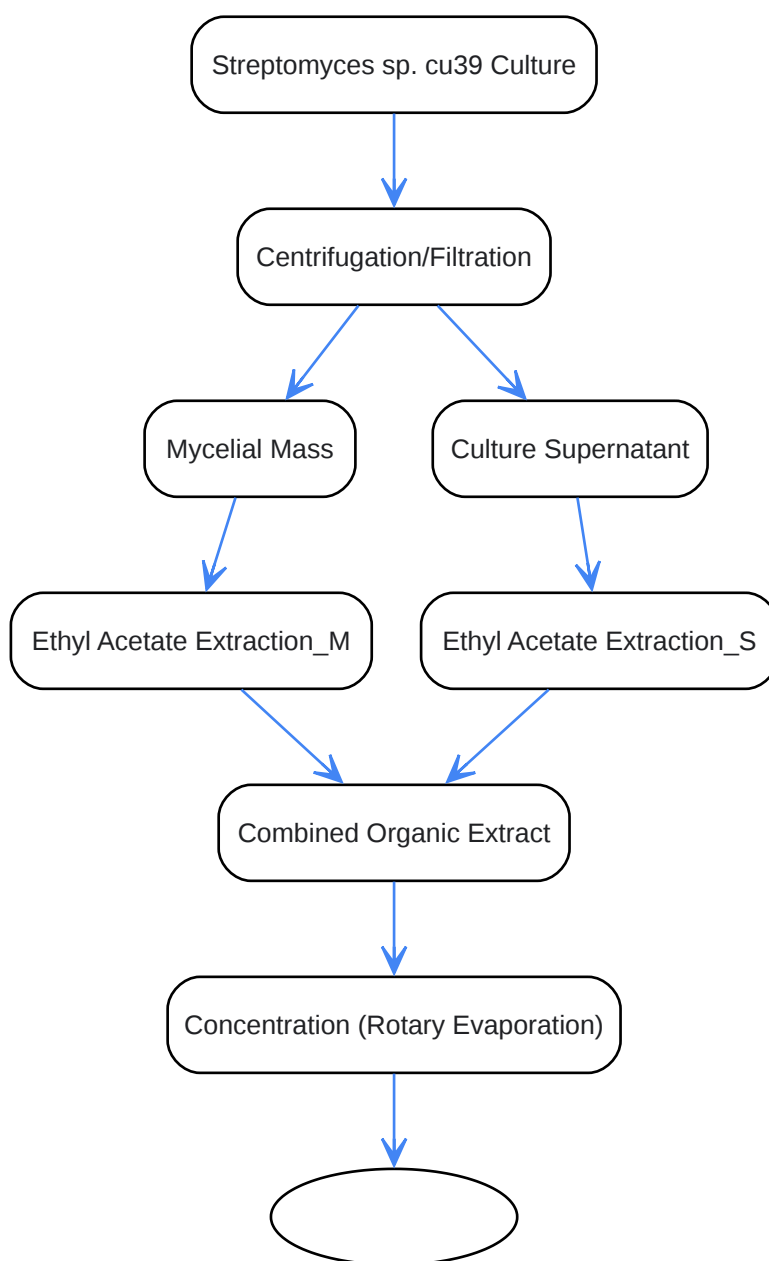 Streptomyces sp. cu39 Culture
Centrifugation/Filtration
Mycelial Mass
Culture Supernatant
Ethyl Acetate Extraction_M
Ethyl Acetate Extraction_S
Combined Organic Extract
Concentration (Rotary Evaporation)